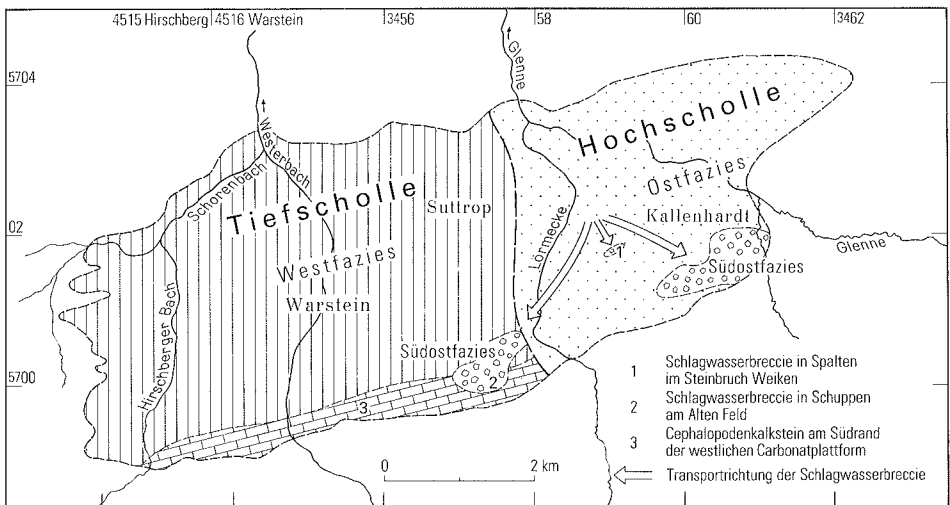 4515 Hirschberg 4516 Warstein 3456 58 60 3462
5704
Glenne
Hochscholle
Westerbach
Schorenbach
Ostfazies
Tiefscholle
Suttrop
Kallenhardt
02
Lörmecke
1
Glenne
Westfazies
Südostfazies
Warstein
Hirschberger Bach
Südostfazies
5700
2
3
1 Schlagwasserbreccie in Spalten
im Steinbruch Weiken
2 Schlagwasserbreccie in Schuppen
am Alten Feld
3 Cephalopodenkalkstein am Südrand
der westlichen Carbonatplattform
0 2 km
Transportrichtung der Schlagwasserbreccie